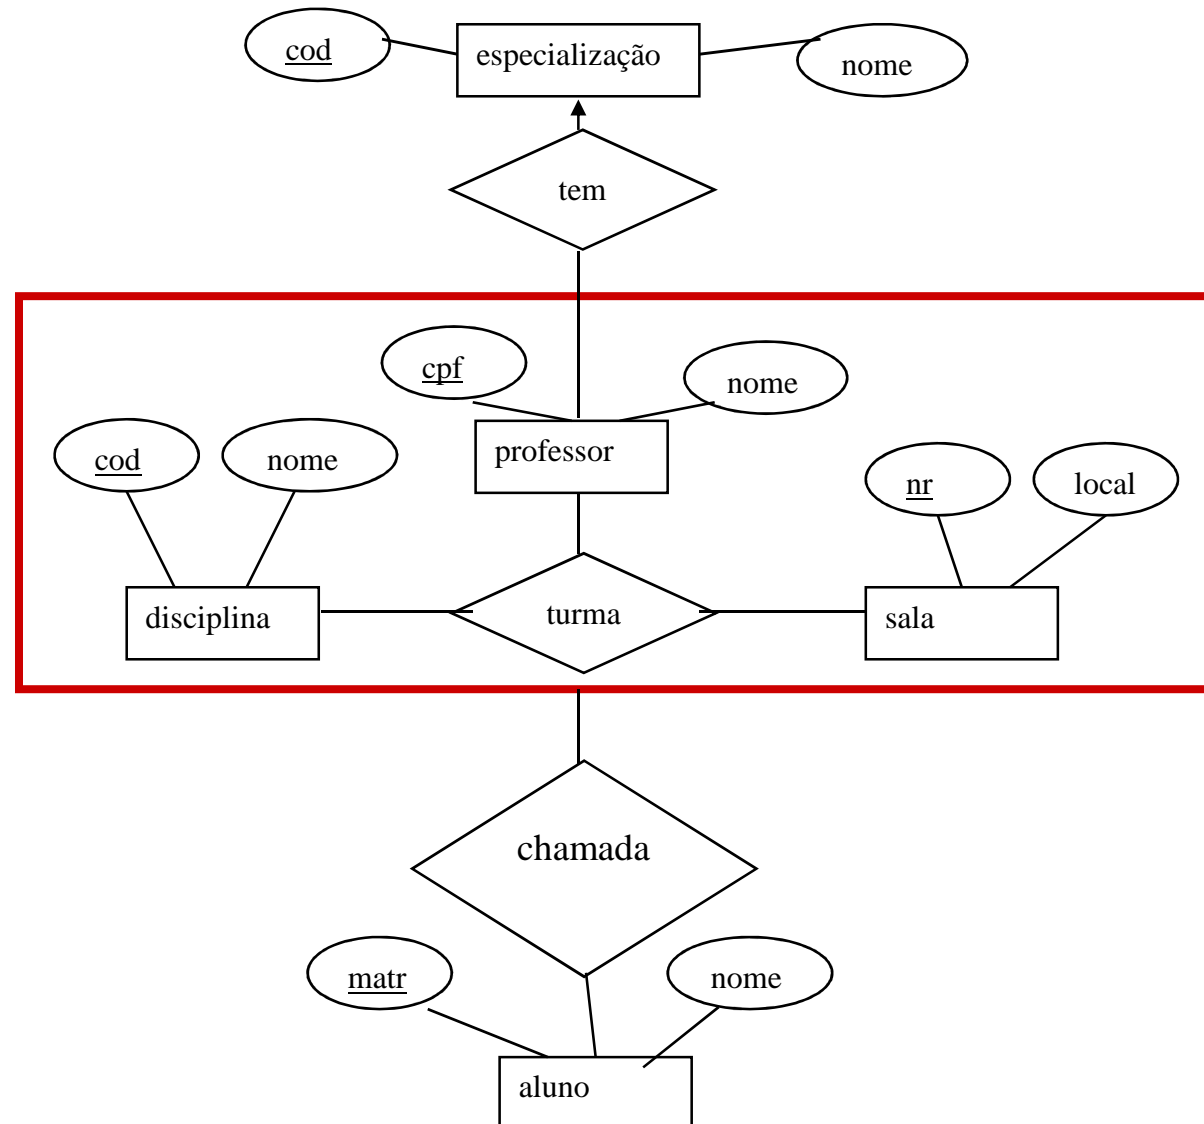 cod
especialização
nome
tem
cpf
nome
professor
cod
nome
nr
local
disciplina
turma
sala
chamada
matr
nome
aluno